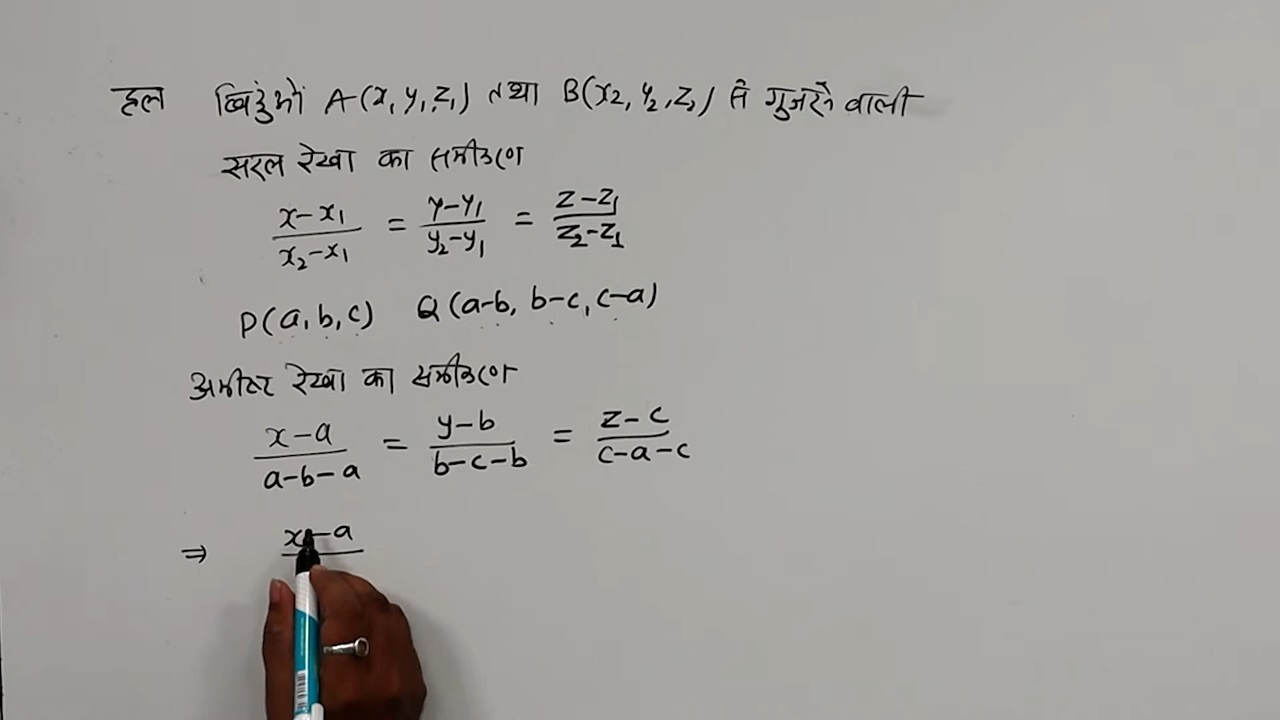 हल बिंदुओं A(x₁ y₁, z₁) तथा B(x₂, y₂, z₂) से गुजरने वाली
सरल रेखा का समीकरण
x-x₁/x₂-x₁ = y-y₁/y₂-y₁ = z-z₁/z₂-z₁
P(a, b, c) Q(a-b, b-c, c-a)
अभीष्ट रेखा का समीकरण
x-a/a-b-a = y-b/b-c-b = z-c/c-a-c
⇒ x-a